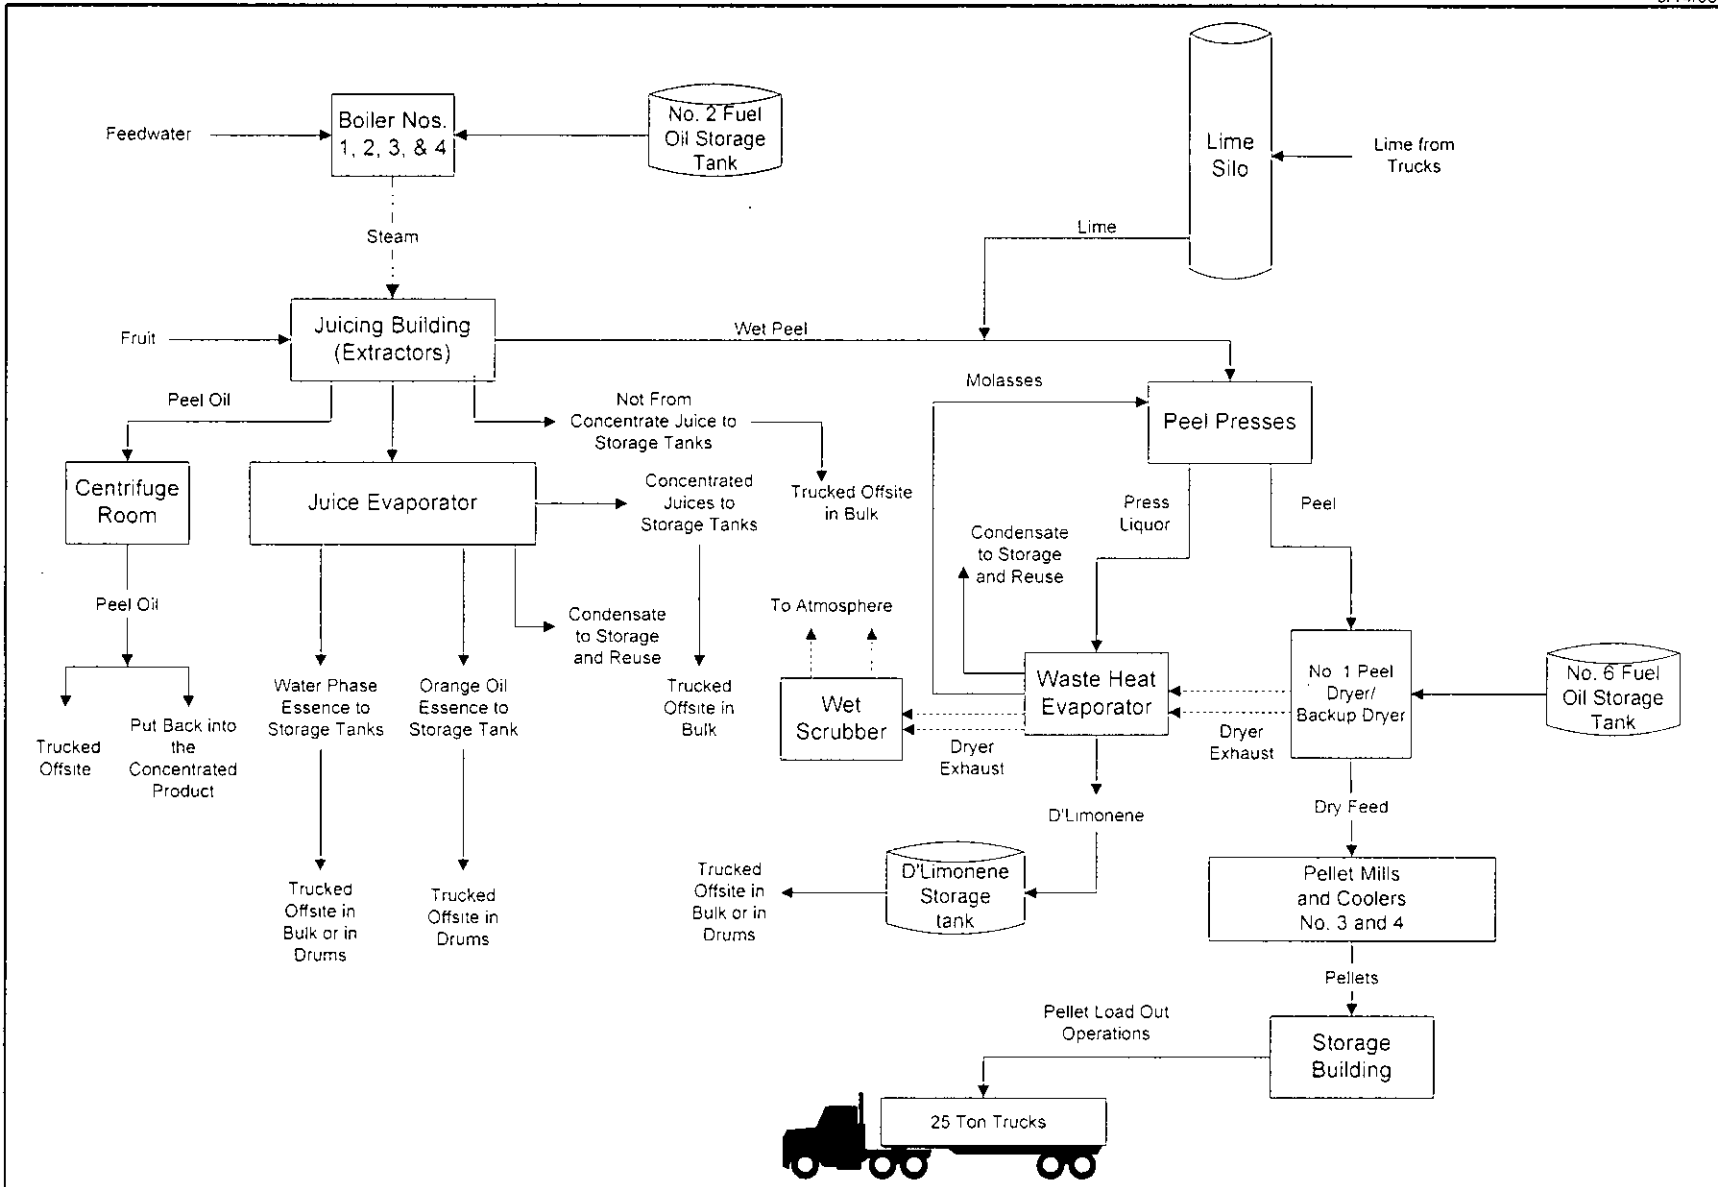 Feedwater
Boiler Nos.
1, 2, 3, & 4
No. 2 Fuel
Oil Storage
Tank
Lime
Silo
Lime from
Trucks
Steam
Lime
Fruit
Juicing Building
(Extractors)
Wet Peel
Peel Oil
Not From
Concentrate Juice to
Storage Tanks
Molasses
Peel Presses
Centrifuge
Room
Juice Evaporator
Concentrated
Juices to
Storage Tanks
Trucked Offsite
in Bulk
Press
Liquor
Peel
Condensate
to Storage
and Reuse
Peel Oil
Condensate
to Storage
and Reuse
To Atmosphere
Trucked
Offsite
Put Back into
the
Concentrated
Product
Water Phase
Essence to
Storage Tanks
Orange Oil
Essence to
Storage Tank
Trucked
Offsite in
Bulk
Wet
Scrubber
Waste Heat
Evaporator
No. 1 Peel
Dryer/
Backup Dryer
No. 6 Fuel
Oil Storage
Tank
Dryer
Exhaust
Dryer
Exhaust
D'Limonene
Dry Feed
Trucked
Offsite in
Bulk or in
Drums
Trucked
Offsite in
Drums
Trucked
Offsite in
Bulk or in
Drums
D'Limonene
Storage
tank
Pellet Mills
and Coolers
No. 3 and 4
Pellets
Pellet Load Out
Operations
Storage
Building
25 Ton Trucks